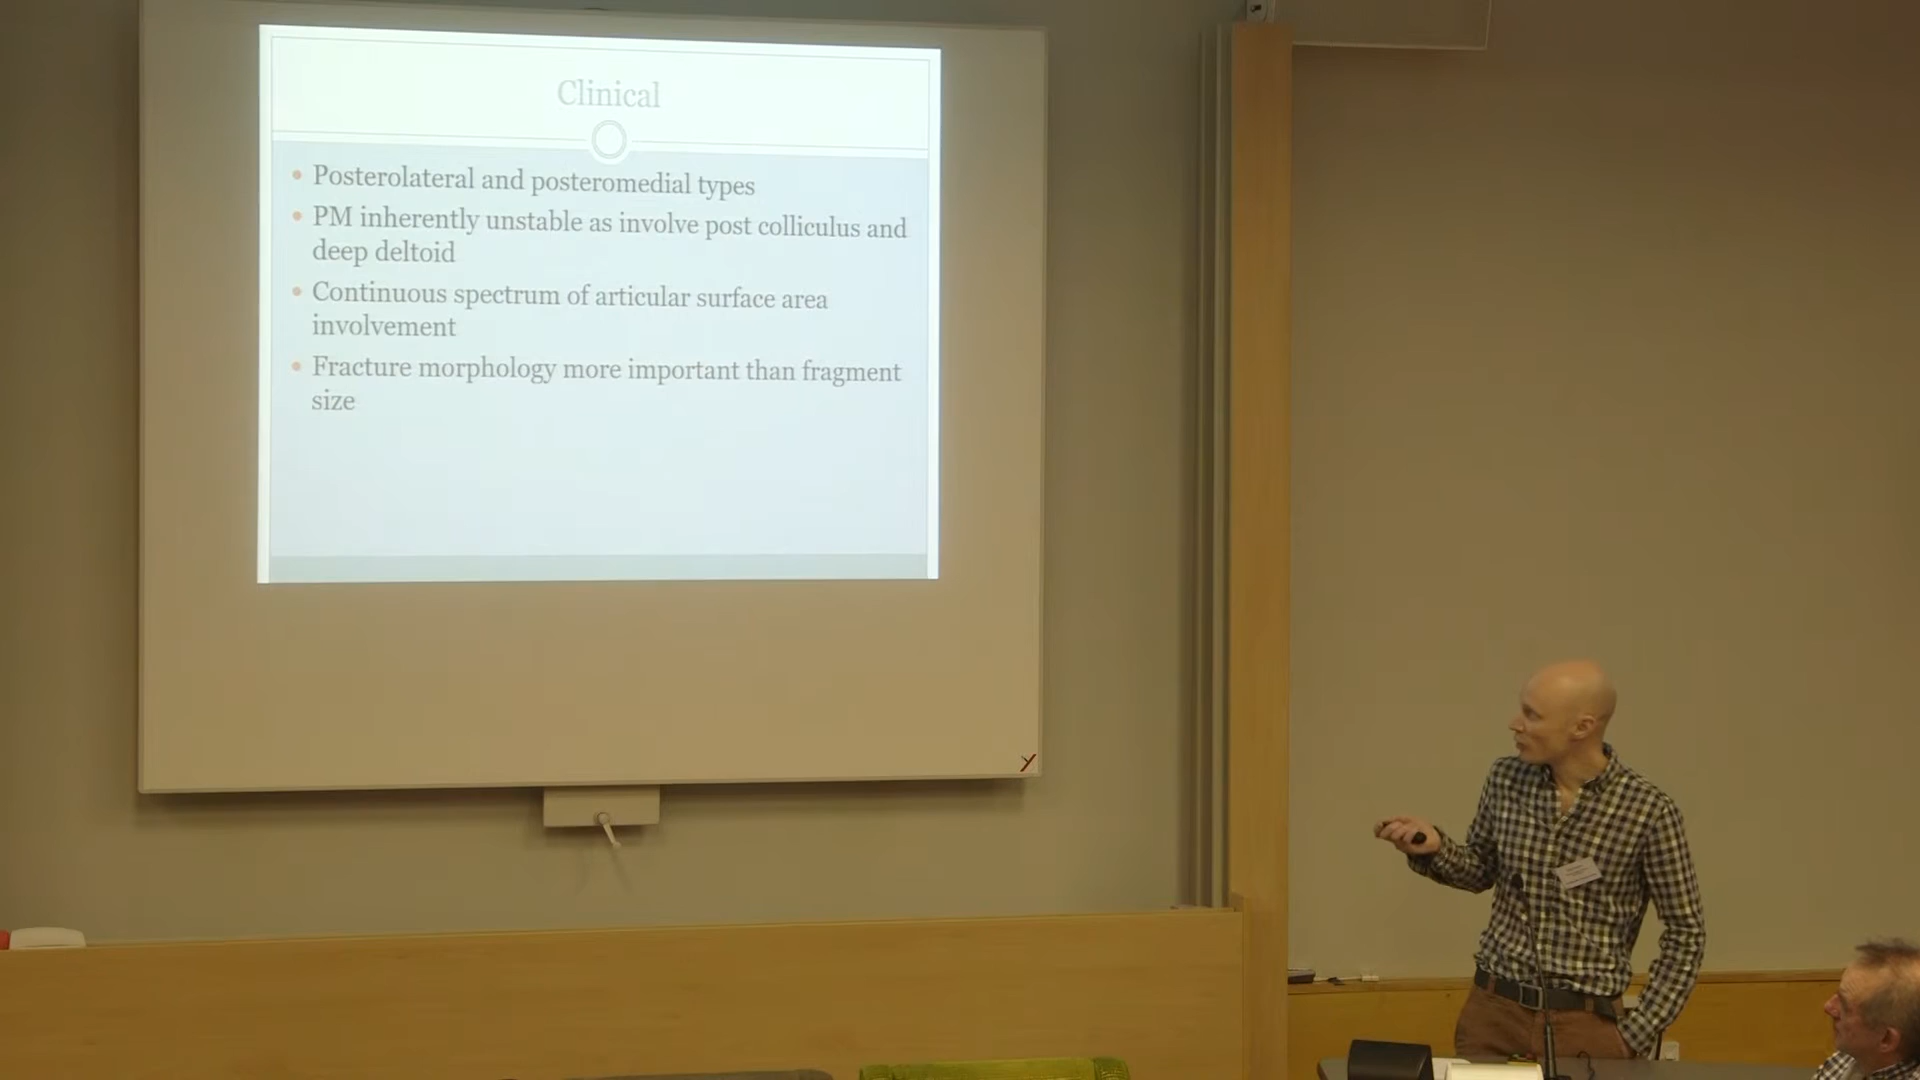 Clinical
Posterolateral and posteromedial types
PM inherently unstable as involve post colliculus and
deep deltoid
Continuous spectrum of articular surface area
involvement
Fracture morphology more important than fragment
size